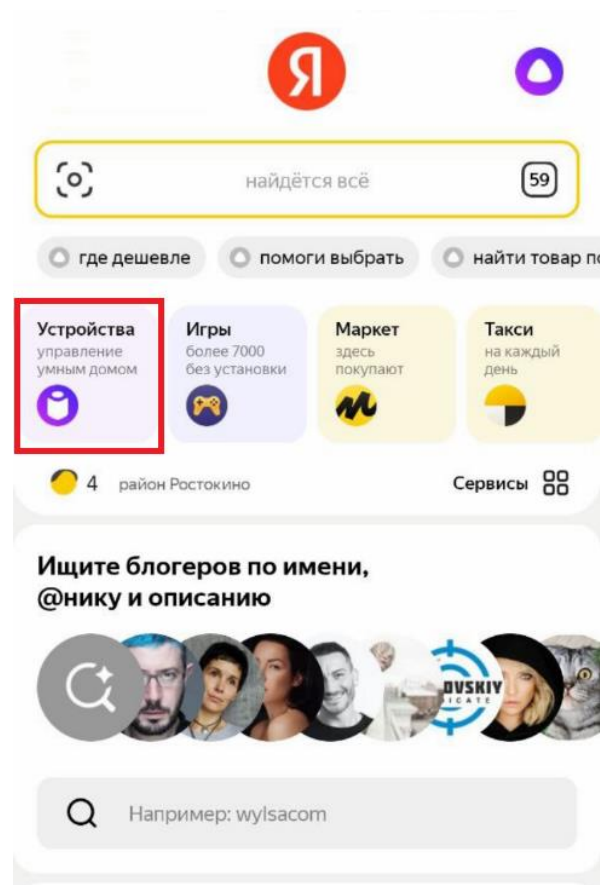 Я
найдётся всё
59
где дешевле
помоги выбрать
найти товар по
Устройства
управление
умным домом
Игры
более 7000
без установки
Маркет
здесь
покупают
Такси
на каждый
день
4 район Ростокино
Сервисы
Ищите блогеров по имени,
@нику и описанию
OVSKIY
ICATE
Например: wylsacom